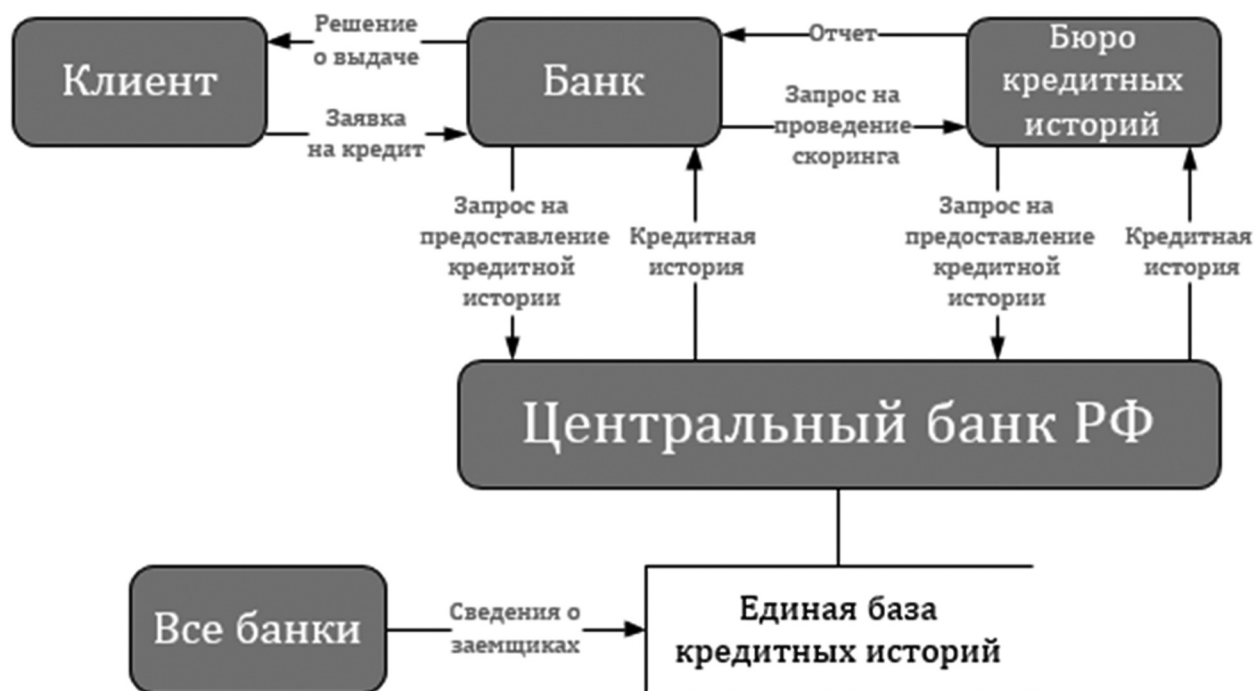 Решение
о выдаче
Клиент
Заявка
на кредит
Банк
Отчет
Запрос на
проведение
скоринга
Бюро
кредитных
историй
Запрос на
предоставление
кредитной
истории
Кредитная
история
Запрос на
предоставление
кредитной
истории
Кредитная
история
Центральный банк РФ
Все банки
Сведения о
заемщиках
Единая база
кредитных историй